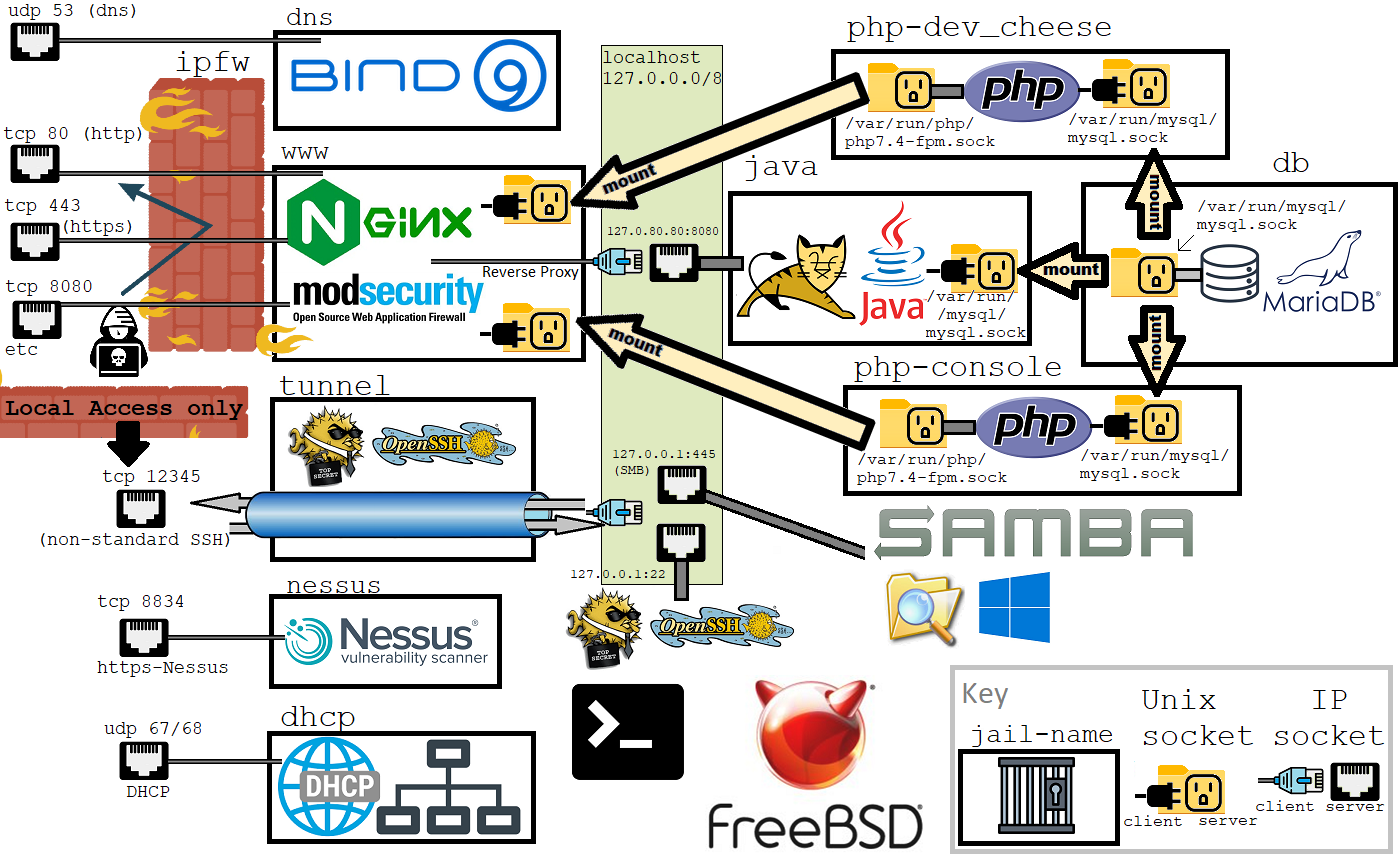 udp 53 (dns)
dns
BIND 9
ipfw
localhost
127.0.0.0/8
php-dev_cheese
php
/var/run/php/
php7.4-fpm.sock
/var/run/mysql/
mysql.sock
tcp 80 (http)
www
NGiNX
mount
tcp 443
(https)
127.0.80.80:8080
Reverse Proxy
java
Java
/var/run/
/mysql/
mysql.sock
mount
db
/var/run/mysql/
mysql.sock
mount
MariaDB®
mount
tcp 8080
etc
modsecurity
Open Source Web Application Firewall
mount
php-console
php
/var/run/php/
php7.4-fpm.sock
/var/run/mysql/
mysql.sock
Local Access only
tunnel
TOP
SECRET
OpenSSH
tcp 12345
(non-standard SSH)
127.0.0.1:445
(SMB)
SAMBA
127.0.0.1:22
TOP
SECRET
OpenSSH
nessus
tcp 8834
https-Nessus
Nessus®
vulnerability scanner
dhcp
udp 67/68
DHCP
DHCP
>_
FreeBSD®
Key
jail-name
Unix
socket
client server
IP
socket
client server